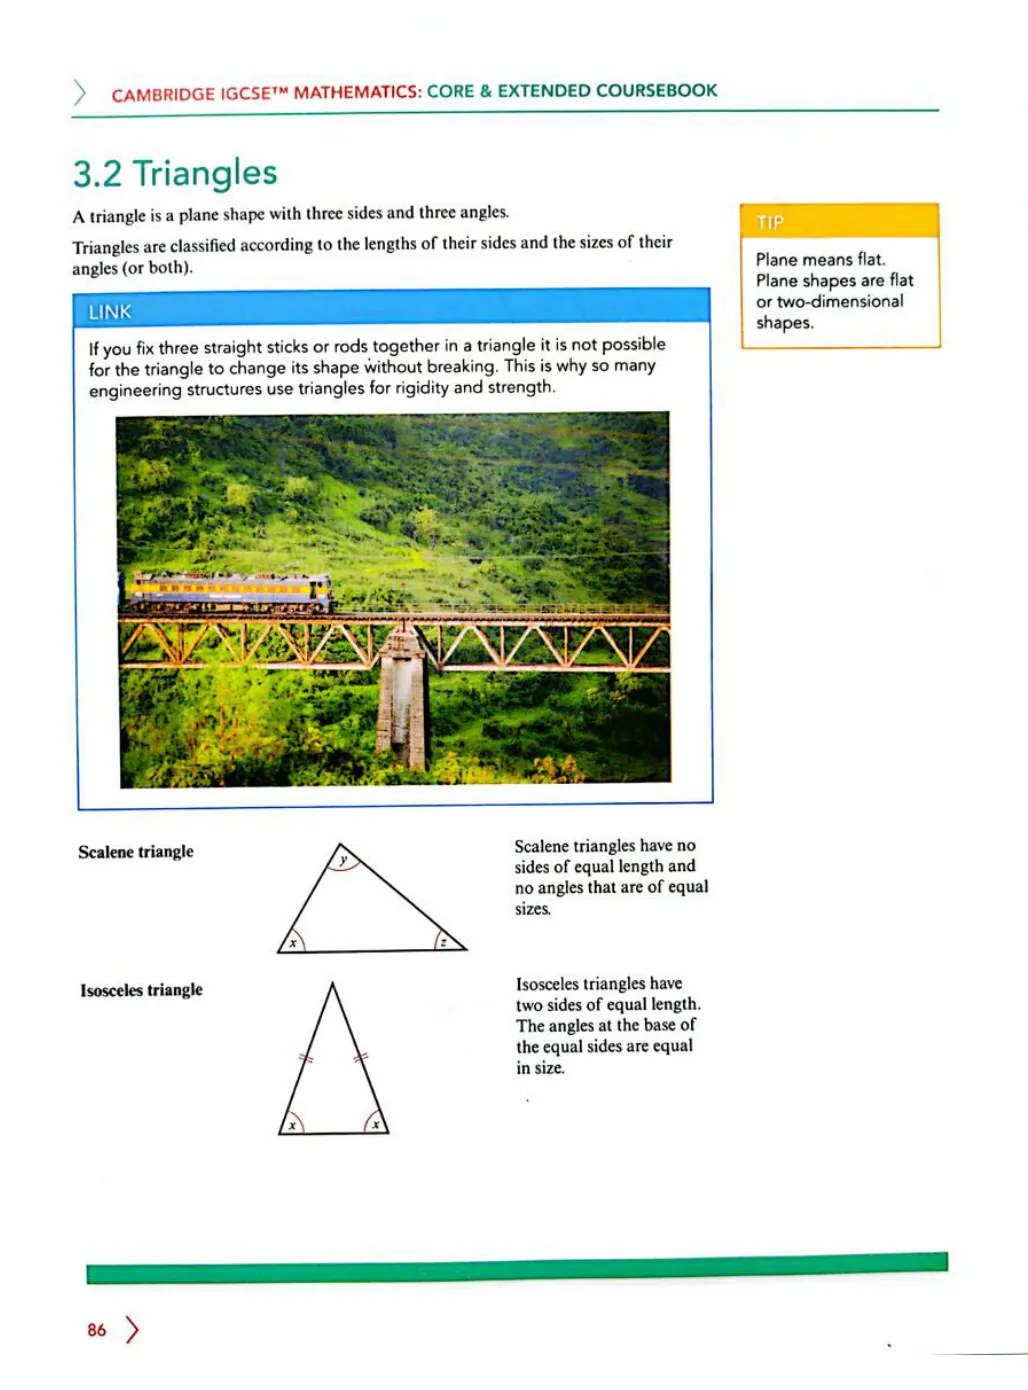 CAMBRIDGE IGCSE™ MATHEMATICS: CORE & EXTENDED COURSEBOOK
3.2 Triangles
A triangle is a plane shape with three sides and three angles.
Triangles are classified according to the lengths of their sides and the sizes of their
angles (or both).
TIP
Plane means flat.
Plane shapes are flat
or two-dimensional
shapes.
LINK
If you fix three straight sticks or rods together in a triangle it is not possible
for the triangle to change its shape without breaking. This is why so many
engineering structures use triangles for rigidity and strength.
Scalene triangle
y
x
z
Scalene triangles have no
sides of equal length and
no angles that are of equal
sizes.
Isosceles triangle
x
x
Isosceles triangles have
two sides of equal length.
The angles at the base of
the equal sides are equal
in size.
86